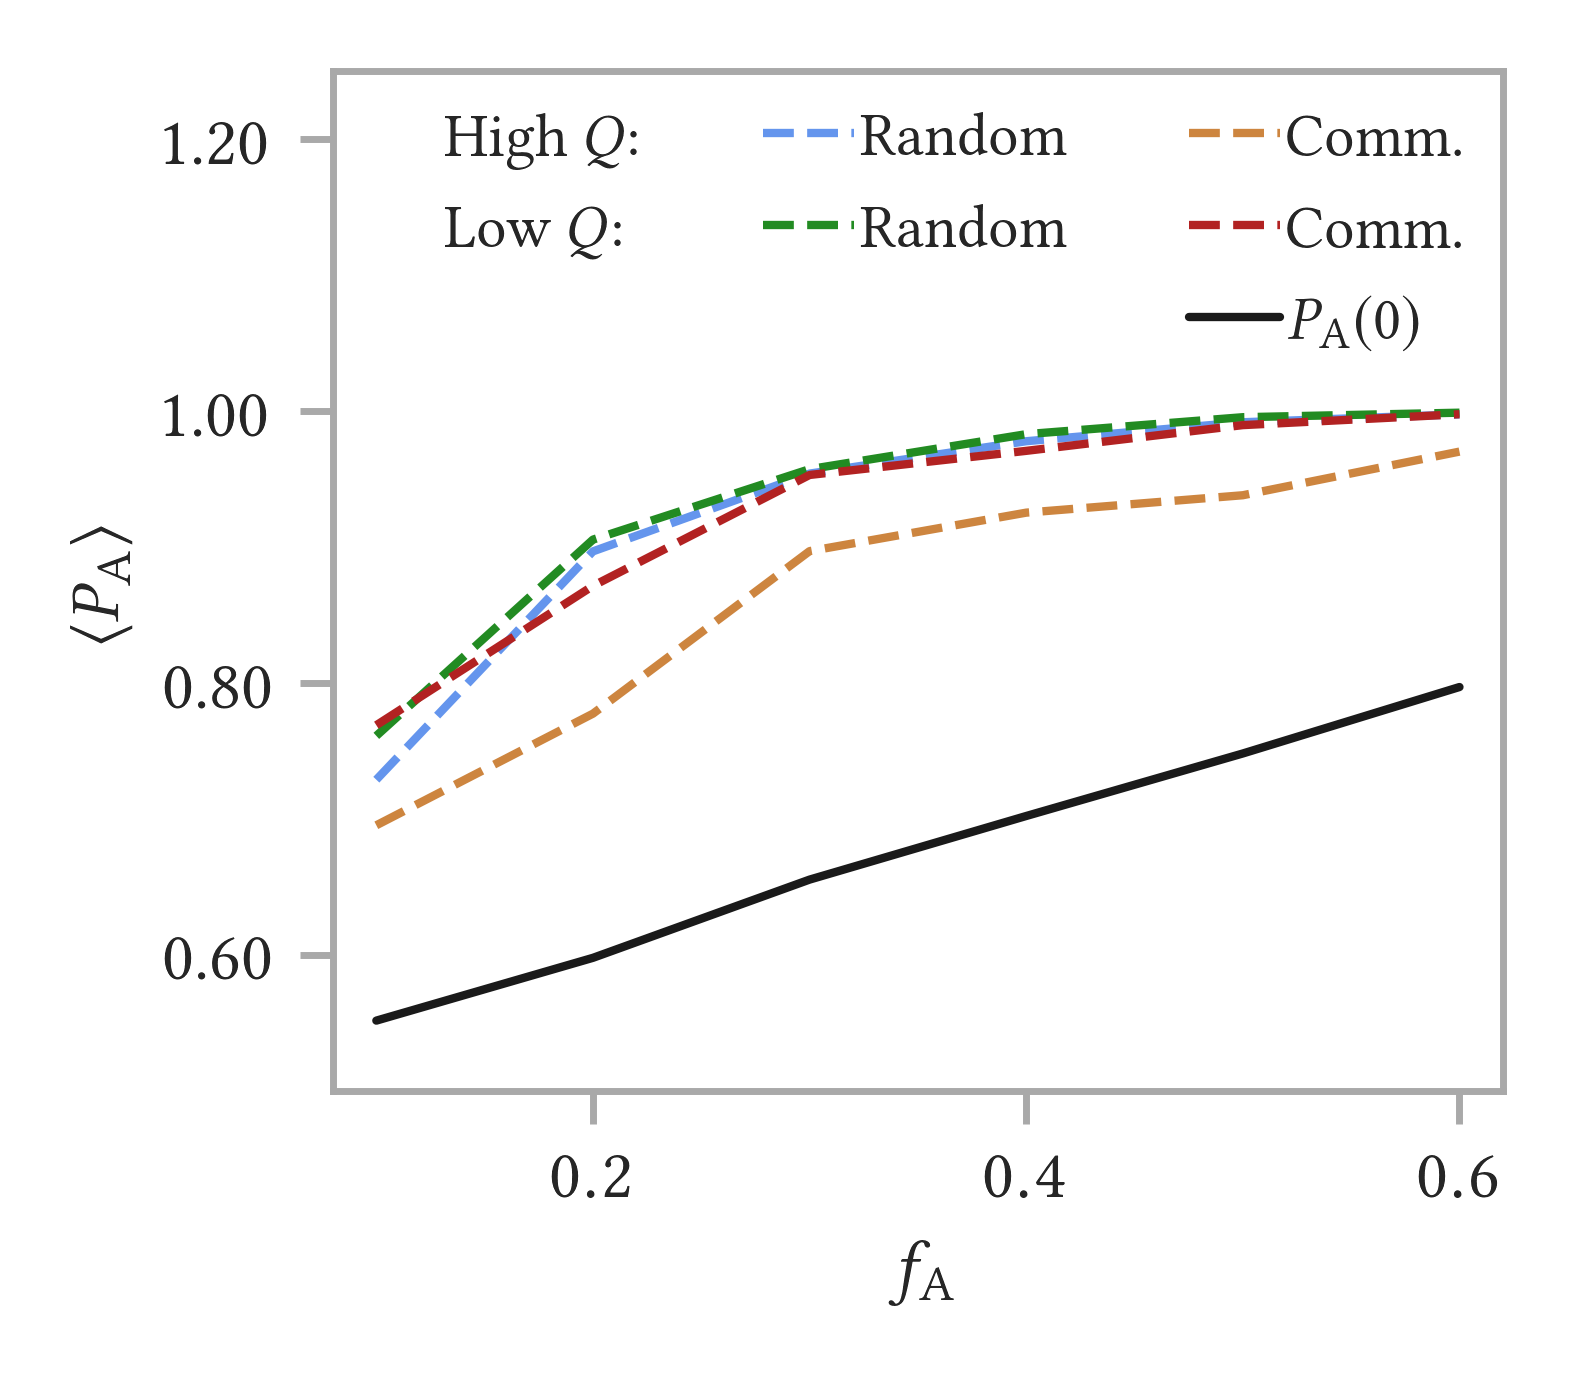 High Q: Random Comm.
Low Q: Random Comm.
P_A(0)
1.20
1.00
0.80
0.60
⟨P_A⟩
0.2 0.4 0.6
f_A